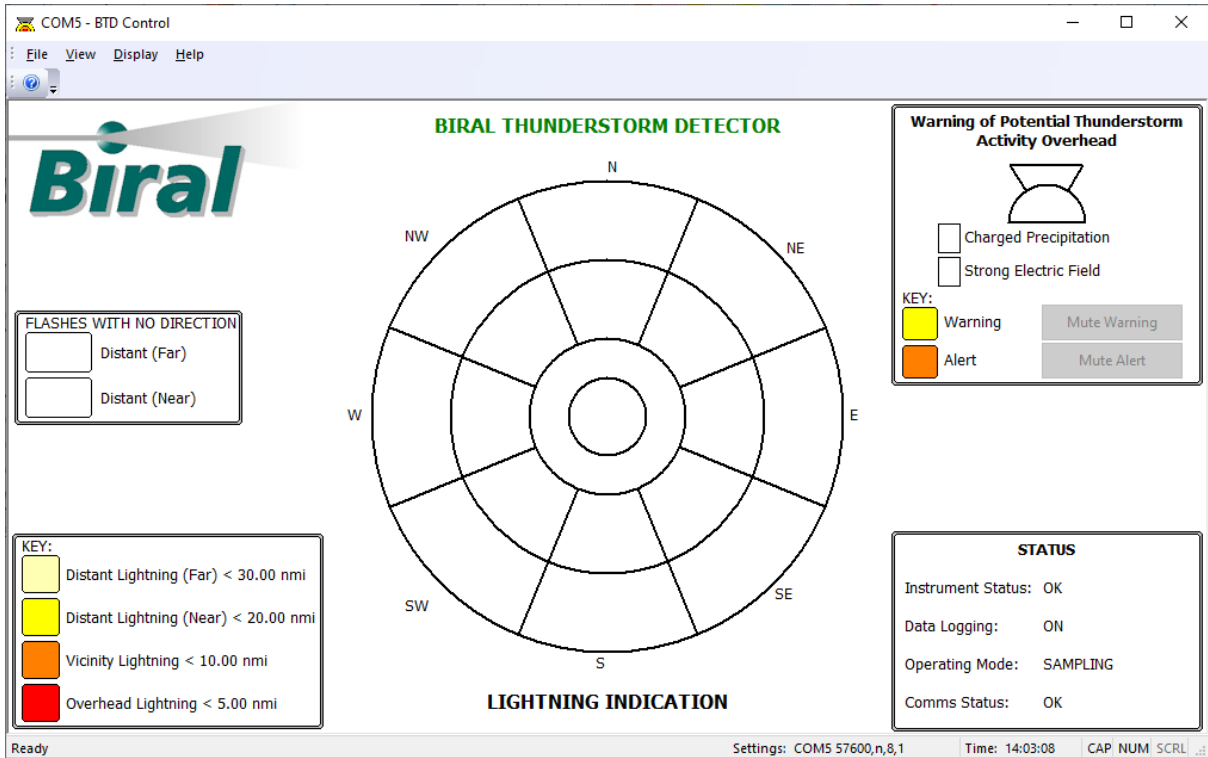 COM5 - BTD Control
File View Display Help
Biral
BIRAL THUNDERSTORM DETECTOR
Warning of Potential Thunderstorm
Activity Overhead
Charged Precipitation
Strong Electric Field
KEY:
Warning
Mute Warning
Alert
Mute Alert
N
NW
NE
W
E
SW
SE
S
FLASHES WITH NO DIRECTION
Distant (Far)
Distant (Near)
KEY:
Distant Lightning (Far) < 30.00 nmi
Distant Lightning (Near) < 20.00 nmi
Vicinity Lightning < 10.00 nmi
Overhead Lightning < 5.00 nmi
LIGHTNING INDICATION
STATUS
Instrument Status: OK
Data Logging: ON
Operating Mode: SAMPLING
Comms Status: OK
Ready
Settings: COM5 57600,n,8,1
Time: 14:03:08
CAP NUM SCRL